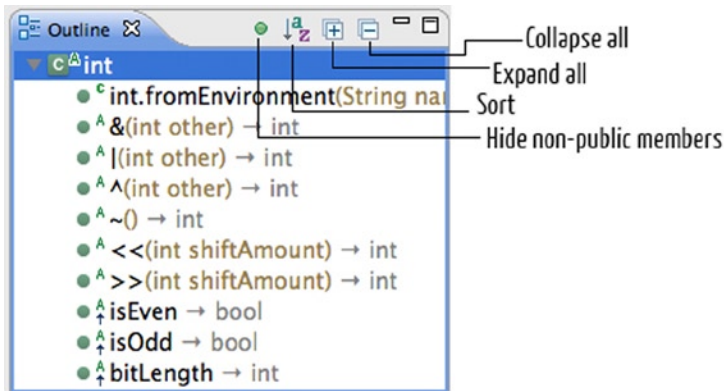 Outline
Collapse all
int
Expand all
int.fromEnvironment(String nar
Sort
A &(int other) → int
Hide non-public members
A |(int other) → int
A ^(int other) → int
A ~() → int
A <<(int shiftAmount) → int
A >>(int shiftAmount) → int
A isEven → bool
A isOdd → bool
A bitLength → int